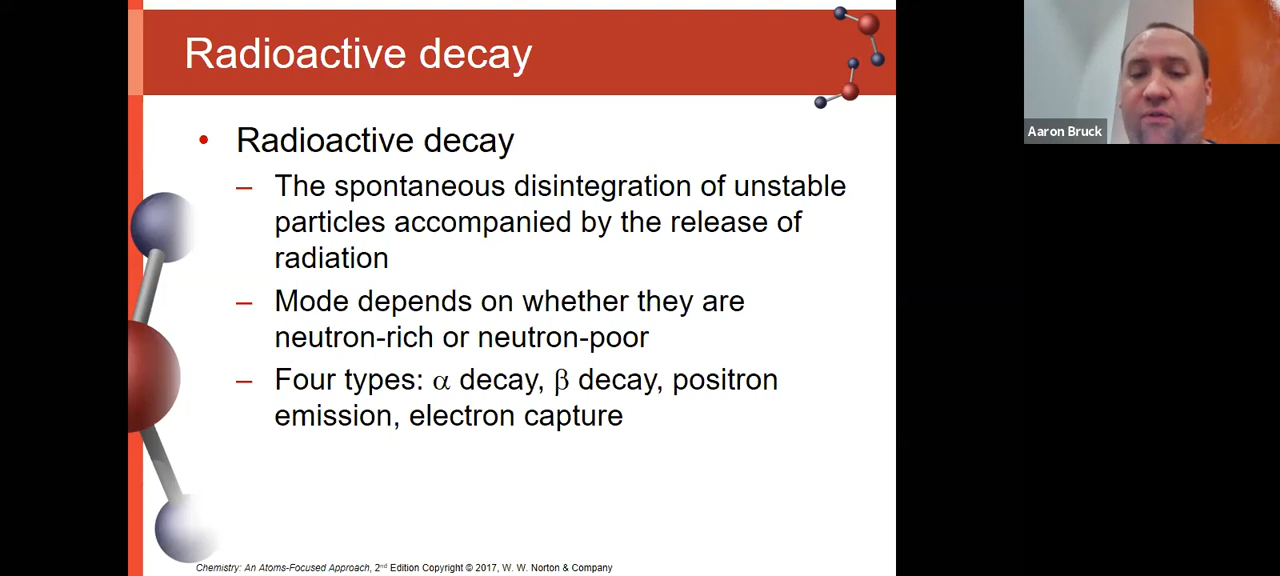 Radioactive decay
• Radioactive decay
– The spontaneous disintegration of unstable
particles accompanied by the release of
radiation
– Mode depends on whether they are
neutron-rich or neutron-poor
– Four types: α decay, β decay, positron
emission, electron capture
Chemistry: An Atoms-Focused Approach, 2nd Edition Copyright © 2017, W. W. Norton & Company
Aaron Bruck